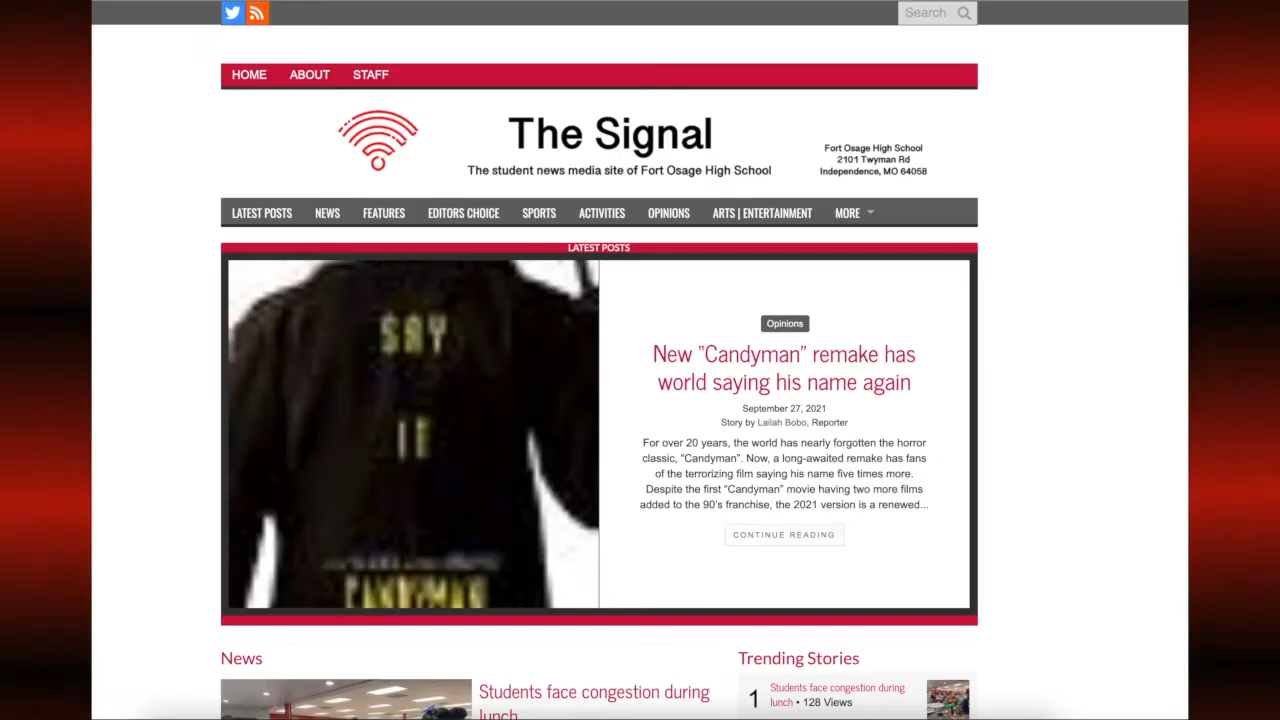 Search
HOME ABOUT STAFF
The Signal
The student news media site of Fort Osage High School
Fort Osage High School
2101 Twyman Rd
Independence, MO 64058
LATEST POSTS NEWS FEATURES EDITORS CHOICE SPORTS ACTIVITIES OPINIONS ARTS | ENTERTAINMENT MORE
LATEST POSTS
SAY
IT
CANDYMAN
Opinions
New “Candyman” remake has
world saying his name again
September 27, 2021
Story by Lailah Bobo, Reporter
For over 20 years, the world has nearly forgotten the horror
classic, “Candyman”. Now, a long-awaited remake has fans
of the terrorizing film saying his name five times more.
Despite the first “Candyman” movie having two more films
added to the 90’s franchise, the 2021 version is a renewed...
CONTINUE READING
News
Students face congestion during
lunch
Trending Stories
1 Students face congestion during
lunch • 128 Views